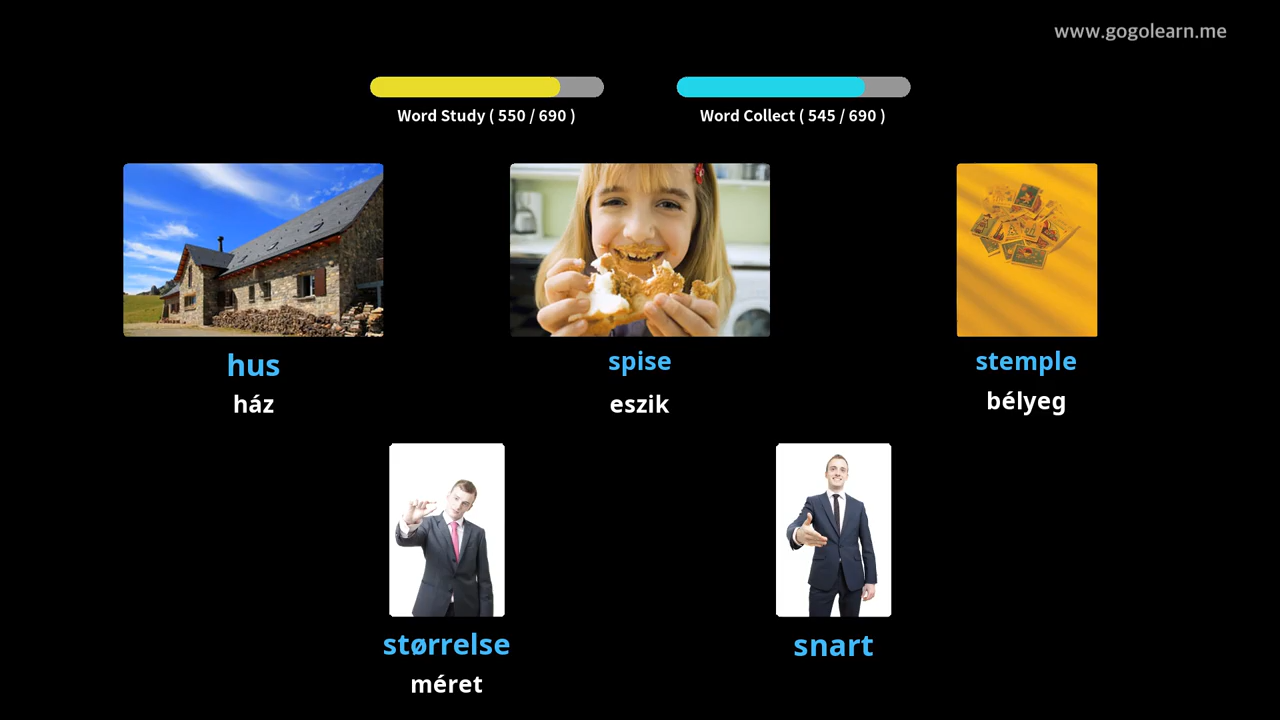 www.gogolearn.me
Word Study ( 550 / 690 )
Word Collect ( 545 / 690 )
hus
ház
spise
eszik
stemple
bélyeg
størrelse
méret
snart